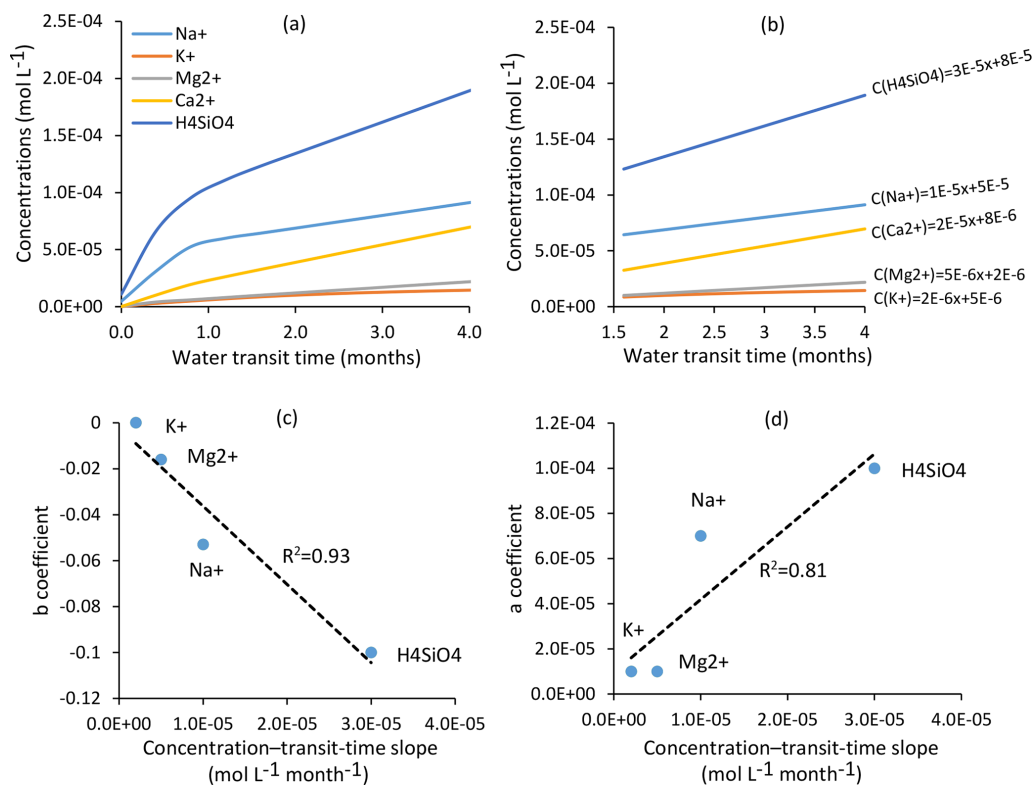 (a)
2.5E-04
2.0E-04
1.5E-04
1.0E-04
5.0E-05
0.0E+00
Concentrations (mol L-1)
Na+
K+
Mg2+
Ca2+
H4SiO4
0.0 1.0 2.0 3.0 4.0
Water transit time (months)
(b)
2.5E-04
2.0E-04
1.5E-04
1.0E-04
5.0E-05
0.0E+00
Concentrations (mol L-1)
C(H4SiO4)=3E-5x+8E-5
C(Na+)=1E-5x+5E-5
C(Ca2+)=2E-5x+8E-6
C(Mg2+)=5E-6x+2E-6
C(K+)=2E-6x+5E-6
1.5 2 2.5 3 3.5 4
Water transit time (months)
(c)
0
-0.02
-0.04
-0.06
-0.08
-0.1
-0.12
b coefficient
K+
Mg2+
Na+
R2=0.93
H4SiO4
0.0E+00 1.0E-05 2.0E-05 3.0E-05 4.0E-05
Concentration–transit-time slope
(mol L-1 month-1)
(d)
1.2E-04
1.0E-04
8.0E-05
6.0E-05
4.0E-05
2.0E-05
0.0E+00
a coefficient
H4SiO4
Na+
R2=0.81
K+
Mg2+
0.0E+00 1.0E-05 2.0E-05 3.0E-05 4.0E-05
Concentration–transit-time slope
(mol L-1 month-1)